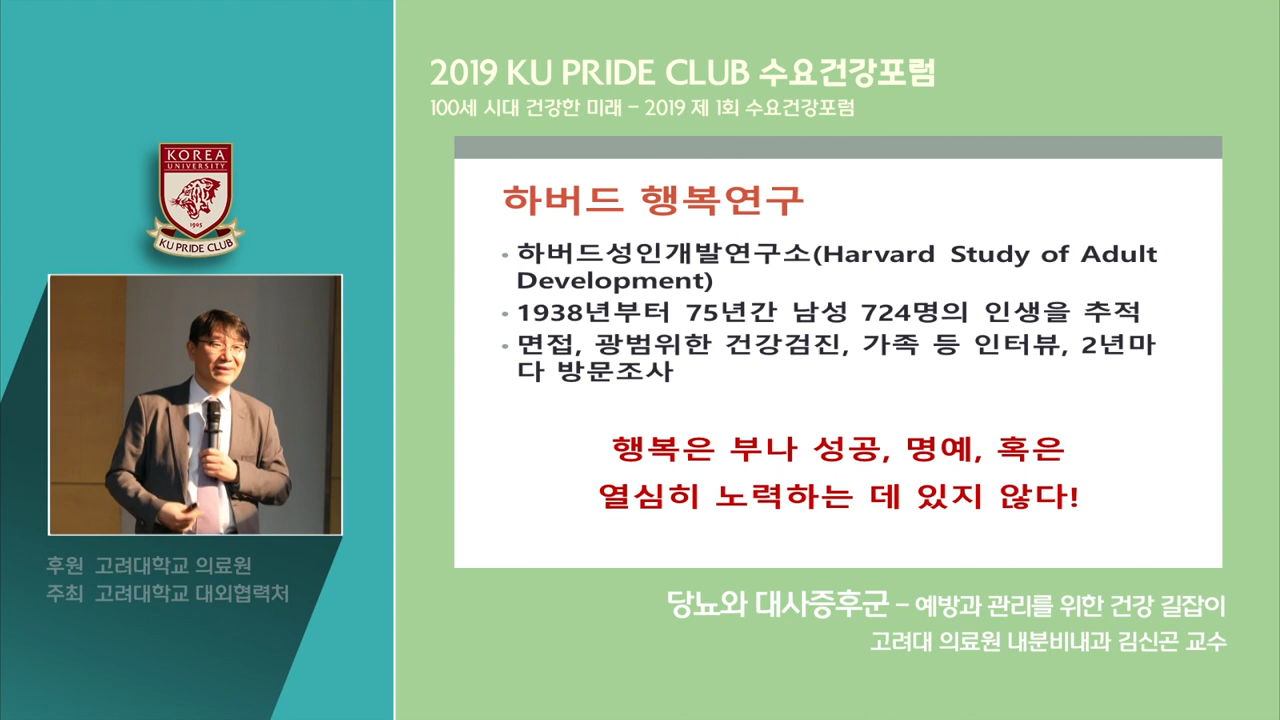 2019 KU PRIDE CLUB 수요건강포럼
100세 시대 건강한 미래 – 2019 제 1회 수요건강포럼
KOREA
UNIVERSITY
1905
KU PRIDE CLUB
하버드 행복연구
• 하버드성인개발연구소(Harvard Study of Adult
Development)
• 1938년부터 75년간 남성 724명의 인생을 추적
• 면접, 광범위한 건강검진, 가족 등 인터뷰, 2년마
다 방문조사
행복은 부나 성공, 명예, 혹은
열심히 노력하는 데 있지 않다!
후원 고려대학교 의료원
주최 고려대학교 대외협력처
당뇨와 대사증후군 – 예방과 관리를 위한 건강 길잡이
고려대 의료원 내분비내과 김신곤 교수